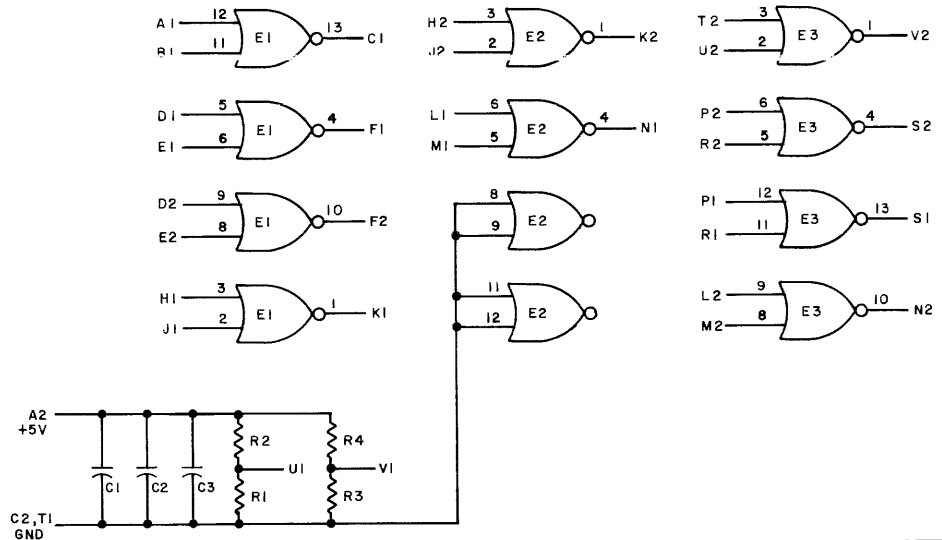 A1 12 11 B1 E1 13 C1
H2 3 2 J2 E2 1 K2
T2 3 2 U2 E3 1 V2
D1 5 6 E1 E1 4 F1
L1 6 5 M1 E2 4 N1
P2 6 5 R2 E3 4 S2
D2 9 8 E2 E1 10 F2
8 9 E2
P1 12 11 R1 E3 13 S1
H1 3 2 J1 E1 1 K1
11 12 E2
L2 9 8 M2 E3 10 N2
A2
+5V
C1 C2 C3
R2 U1 R1
R4 V1 R3
C2,T1
GND